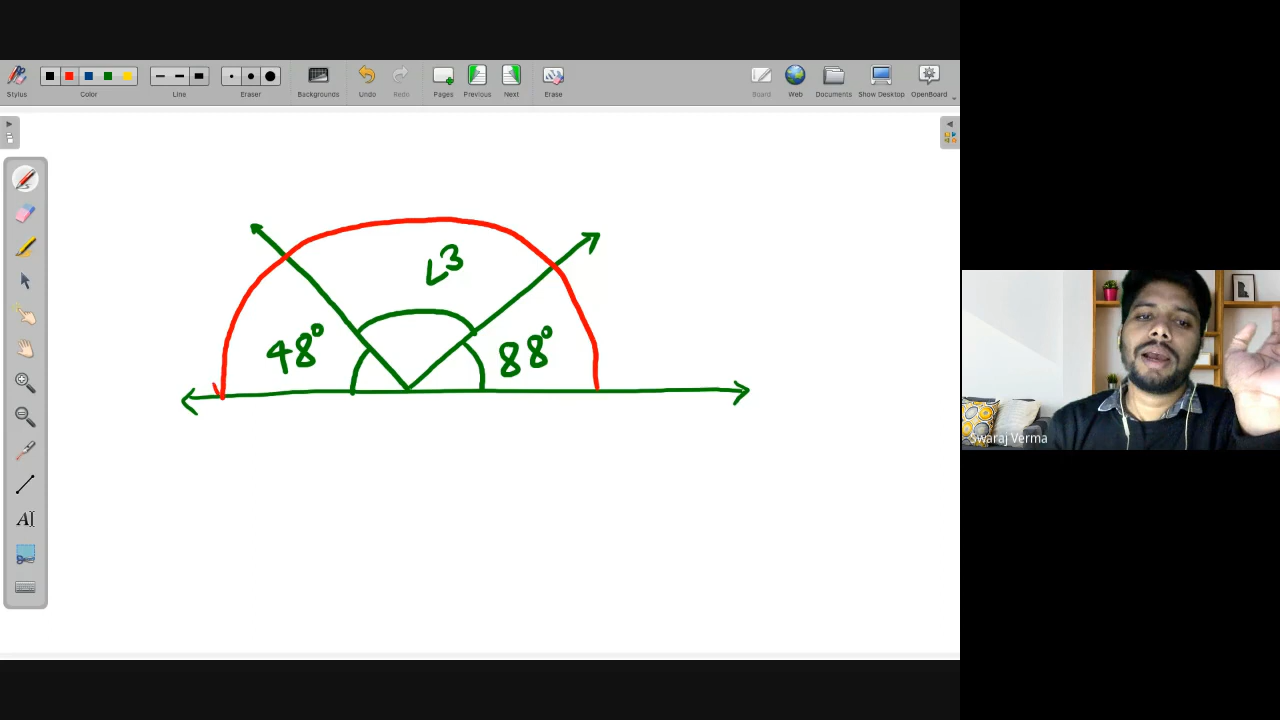 Stylus
Color
Line
Eraser
Backgrounds
Undo
Redo
Pages
Previous
Next
Erase
Board
Web
Documents
Show Desktop
OpenBoard
∠3
48°
88°
Swaraj Verma